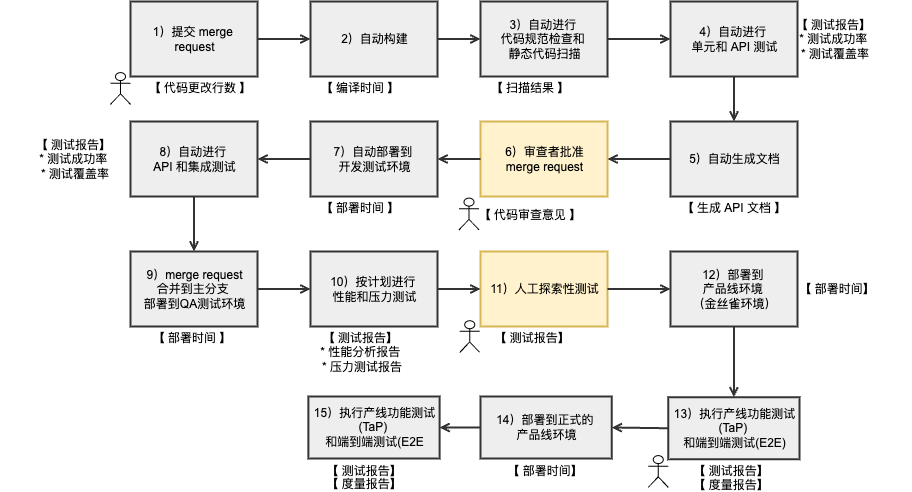 1）提交 merge
request
【 代码更改行数 】
2）自动构建
【 编译时间 】
3）自动进行
代码规范检查和
静态代码扫描
【 扫描结果 】
4）自动进行
单元和 API 测试
【 测试报告】
* 测试成功率
* 测试覆盖率
5）自动生成文档
【 生成 API 文档 】
6）审查者批准
merge request
【 代码审查意见 】
7）自动部署到
开发测试环境
【 部署时间 】
8）自动进行
API 和集成测试
【 测试报告】
* 测试成功率
* 测试覆盖率
9）merge request
合并到主分支
部署到QA测试环境
【 部署时间 】
10）按计划进行
性能和压力测试
【 测试报告】
* 性能分析报告
* 压力测试报告
11）人工探索性测试
【 测试报告】
12）部署到
产品线环境
(金丝雀环境)
【 部署时间】
13）执行产线功能测试
(TaP)
和端到端测试(E2E)
【 测试报告】
【 度量报告】
14）部署到正式的
产品线环境
【 部署时间】
15）执行产线功能测试
(TaP)
和端到端测试(E2E
【 测试报告】
【 度量报告】